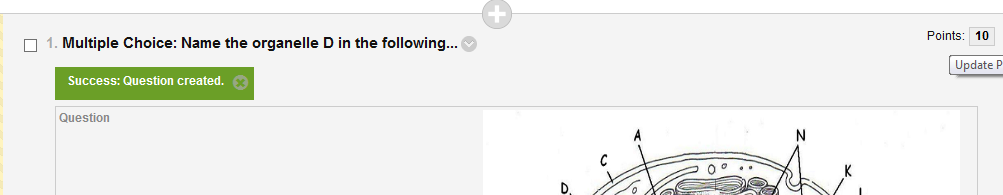 1. Multiple Choice: Name the organelle D in the following...
Points: 10
Update P
Success: Question created.
Question
A
N
C
K
D